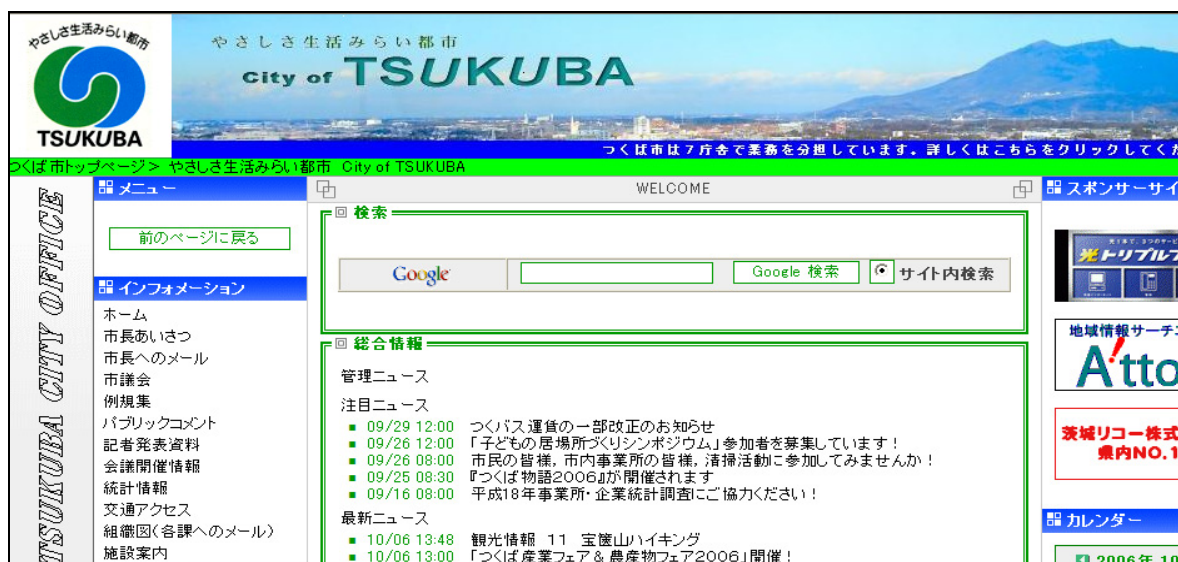 やさしさ生活みらい都市
TSUKUBA
やさしさ生活みらい都市
City of TSUKUBA
つくば市は7庁舎で業務を分担しています。詳しくはこちらをクリックしてくだ
つくば市トップページ> やさしさ生活みらい都市 City of TSUKUBA
TSUKUBA CITY OFFICE
メニュー
前のページに戻る
インフォメーション
ホーム
市長あいさつ
市長へのメール
市議会
例規集
パブリックコメント
記者発表資料
会議開催情報
統計情報
交通アクセス
組織図(各課へのメール)
施設案内
WELCOME
検索
Google
Google 検索
サイト内検索
総合情報
管理ニュース
注目ニュース
09/29 12:00 つくバス運賃の一部改正のお知らせ
09/26 12:00 「子どもの居場所づくりシンポジウム」参加者を募集しています!
09/26 08:00 市民の皆様,市内事業所の皆様,清掃活動に参加してみませんか!
09/25 08:30 『つくば物語2006』が開催されます
09/16 08:00 平成18年事業所・企業統計調査にご協力ください!
最新ニュース
10/06 13:48 観光情報 11 宝篋山ハイキング
10/06 13:00 「つくば産業フェア&農産物フェア2006」開催!
スポンサーサイ
光トリプルフ
地域情報サーチ
A!tto
茨城リコー株式
県内NO.1
カレンダー
2006年 10